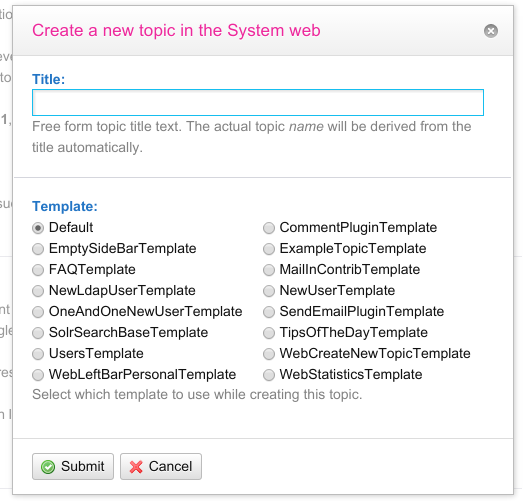 Create a new topic in the System web
Title:
Free form topic title text. The actual topic name will be derived from the
title automatically.
Template:
Default CommentPluginTemplate
EmptySideBarTemplate ExampleTopicTemplate
FAQTemplate MailInContribTemplate
NewLdapUserTemplate NewUserTemplate
OneAndOneNewUserTemplate SendEmailPluginTemplate
SolrSearchBaseTemplate TipsOfTheDayTemplate
UsersTemplate WebCreateNewTopicTemplate
WebLeftBarPersonalTemplate WebStatisticsTemplate
Select which template to use while creating this topic.
Submit Cancel